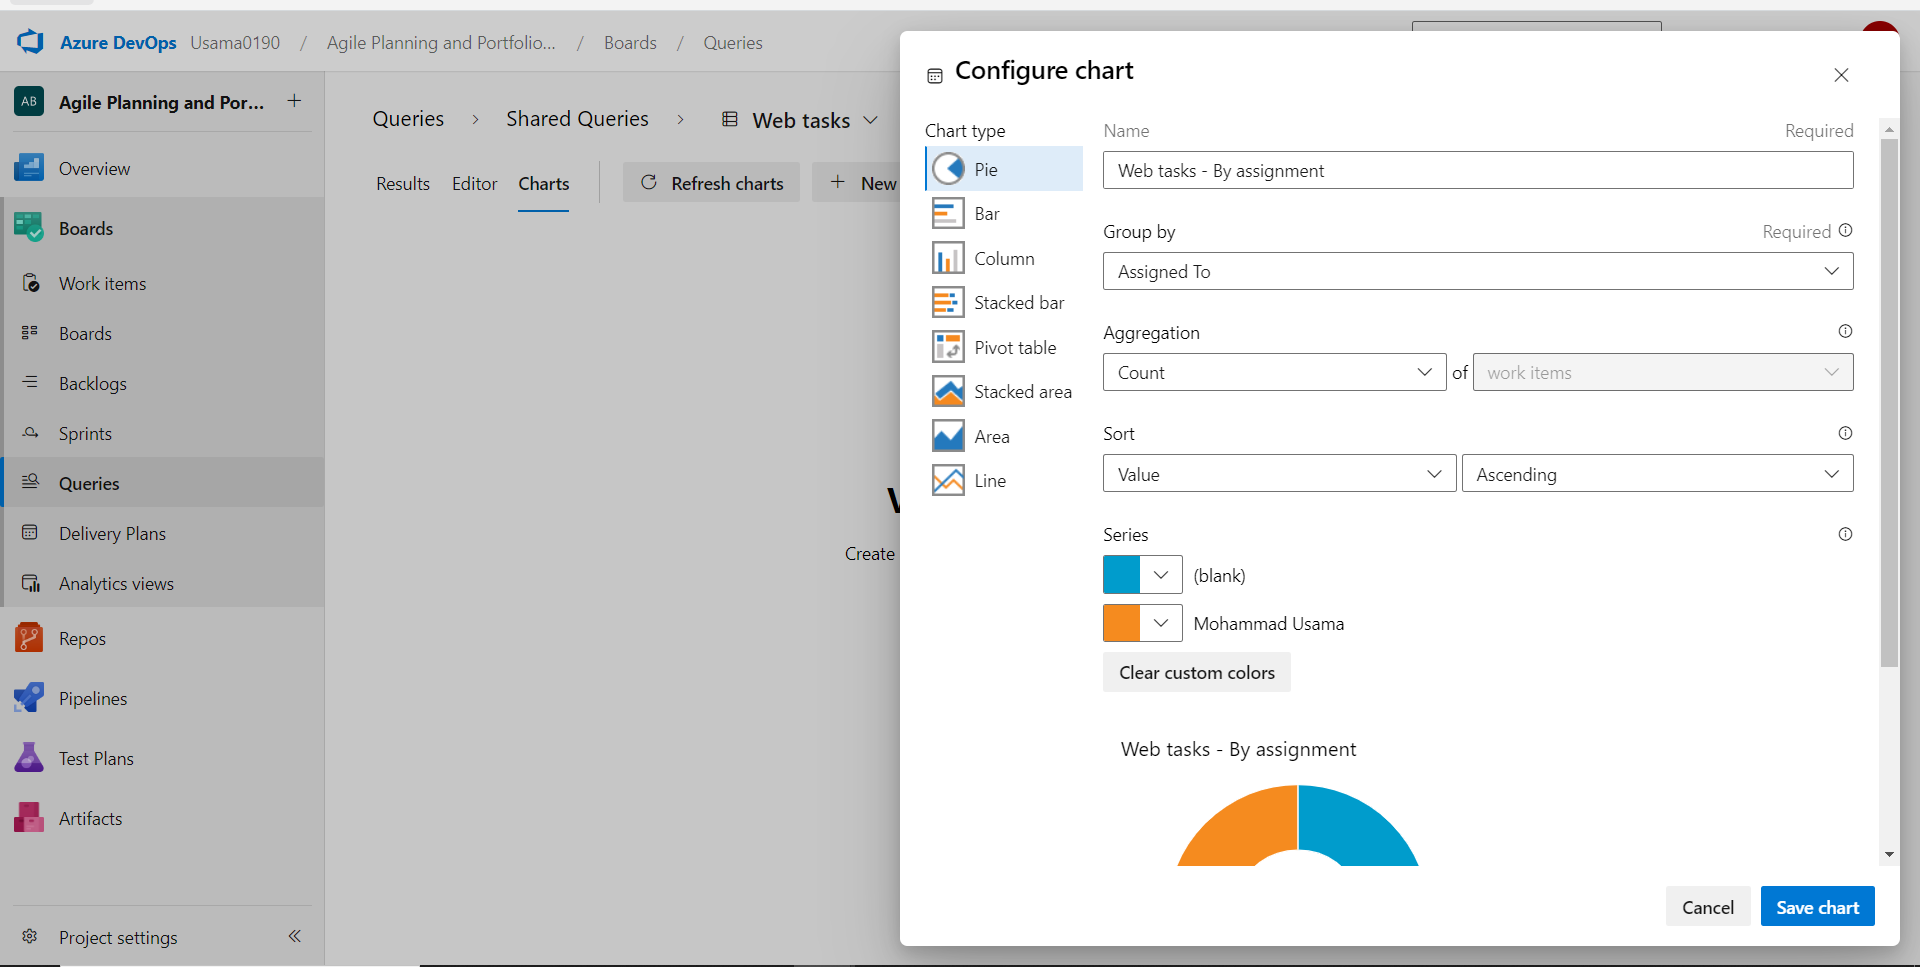 Azure DevOps Usama0190 / Agile Planning and Portfolio... / Boards / Queries
AB Agile Planning and Por... +
Overview
Boards
Work items
Boards
Backlogs
Sprints
Queries
Delivery Plans
Analytics views
Repos
Pipelines
Test Plans
Artifacts
Project settings
Queries > Shared Queries > Web tasks
Results Editor Charts Refresh charts + New
Create
Configure chart
Chart type
Pie
Bar
Column
Stacked bar
Pivot table
Stacked area
Area
Line
Name Required
Web tasks - By assignment
Group by Required
Assigned To
Aggregation
Count of work items
Sort
Value Ascending
Series
(blank)
Mohammad Usama
Clear custom colors
Web tasks - By assignment
Cancel Save chart